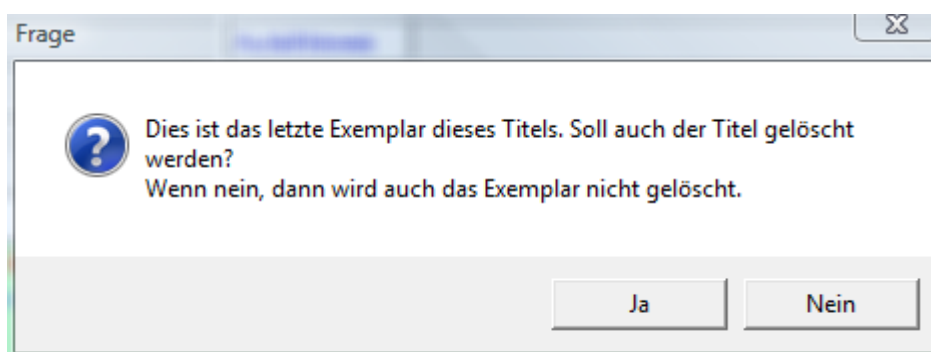 Frage
Dies ist das letzte Exemplar dieses Titels. Soll auch der Titel gelöscht
werden?
Wenn nein, dann wird auch das Exemplar nicht gelöscht.
Ja
Nein